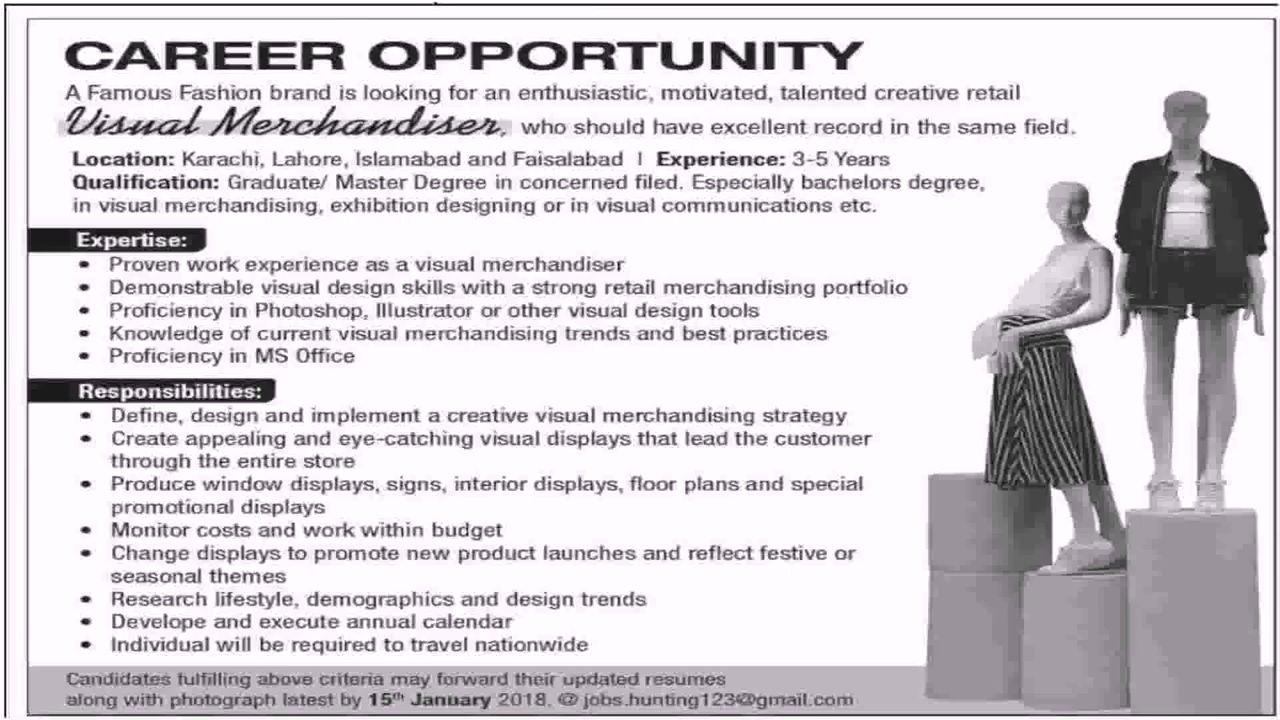 CAREER OPPORTUNITY
A Famous Fashion brand is looking for an enthusiastic, motivated, talented creative retail
Visual Merchandiser, who should have excellent record in the same field.
Location: Karachi, Lahore, Islamabad and Faisalabad | Experience: 3-5 Years
Qualification: Graduate/ Master Degree in concerned filed. Especially bachelors degree,
in visual merchandising, exhibition designing or in visual communications etc.
Expertise:
• Proven work experience as a visual merchandiser
• Demonstrable visual design skills with a strong retail merchandising portfolio
• Proficiency in Photoshop, Illustrator or other visual design tools
• Knowledge of current visual merchandising trends and best practices
• Proficiency in MS Office
Responsibilities:
• Define, design and implement a creative visual merchandising strategy
• Create appealing and eye-catching visual displays that lead the customer
through the entire store
• Produce window displays, signs, interior displays, floor plans and special
promotional displays
• Monitor costs and work within budget
• Change displays to promote new product launches and reflect festive or
seasonal themes
• Research lifestyle, demographics and design trends
• Develope and execute annual calendar
• Individual will be required to travel nationwide
Candidates fulfilling above criteria may forward their updated resumes
along with photograph latest by 15th January 2018, @ jobs.hunting123@gmail.com